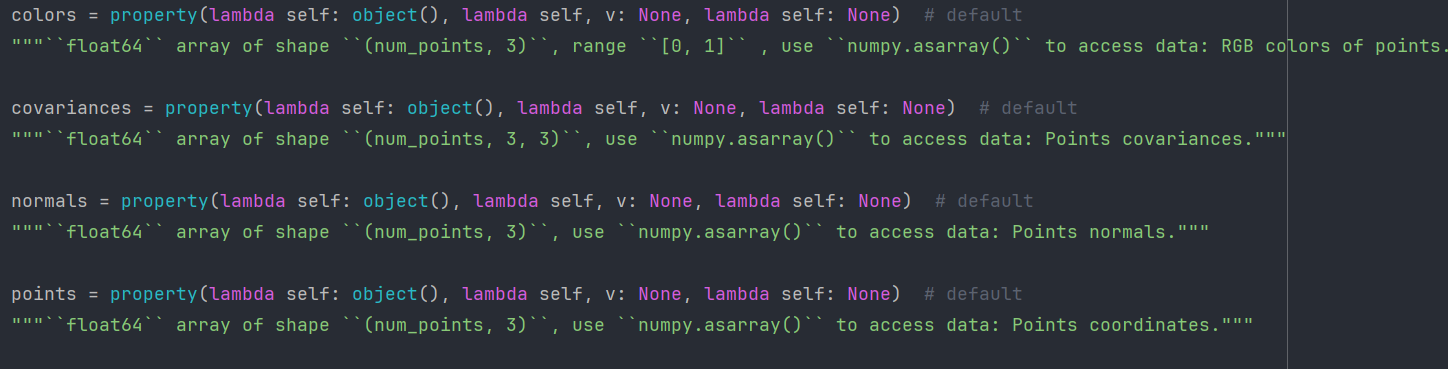 colors = property(lambda self: object(), lambda self, v: None, lambda self: None)  # default
"""``float64`` array of shape ``(num_points, 3)``, range ``[0, 1]`` , use ``numpy.asarray()`` to access data: RGB colors of points.
covariances = property(lambda self: object(), lambda self, v: None, lambda self: None)  # default
"""``float64`` array of shape ``(num_points, 3, 3)``, use ``numpy.asarray()`` to access data: Points covariances."""
normals = property(lambda self: object(), lambda self, v: None, lambda self: None)  # default
"""``float64`` array of shape ``(num_points, 3)``, use ``numpy.asarray()`` to access data: Points normals."""
points = property(lambda self: object(), lambda self, v: None, lambda self: None)  # default
"""``float64`` array of shape ``(num_points, 3)``, use ``numpy.asarray()`` to access data: Points coordinates."""